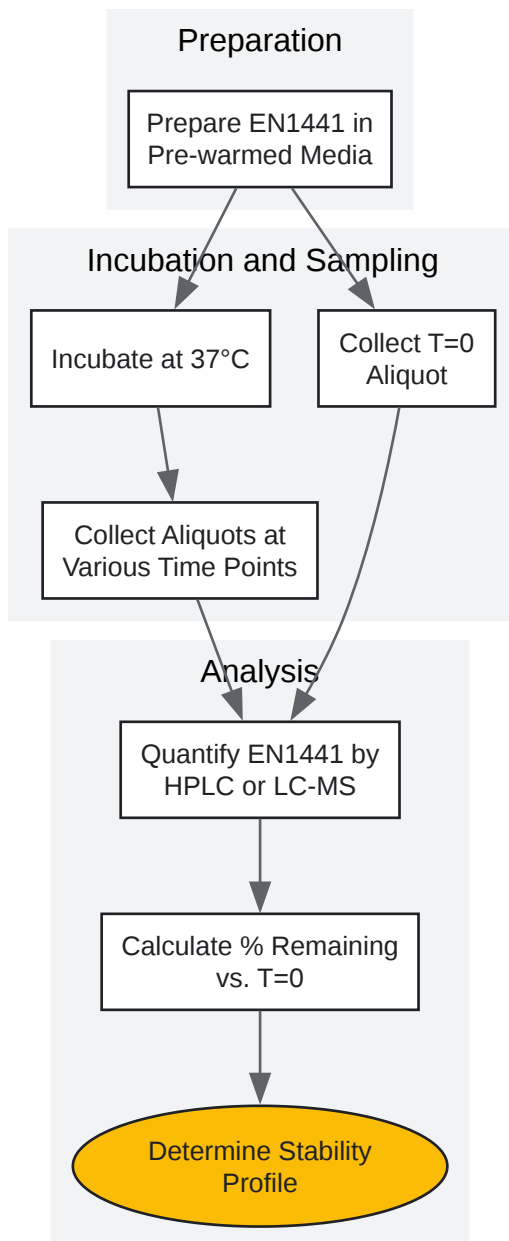 Preparation
Prepare EN1441 in
Pre-warmed Media
Incubation and Sampling
Incubate at 37°C
Collect T=0
Aliquot
Collect Aliquots at
Various Time Points
Analysis
Quantify EN1441 by
HPLC or LC-MS
Calculate % Remaining
vs. T=0
Determine Stability
Profile